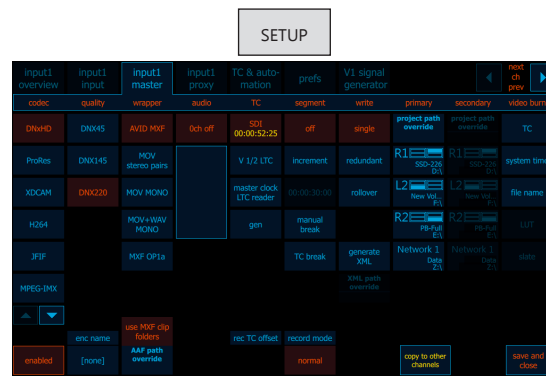 SETUP
input1 overview
input1 input
input1 master
input1 proxy
TC & auto-mation
prefs
V1 signal generator
next ch prev
codec quality wrapper audio TC segment write primary secondary video burn
DNxHD DNX45 AVID MXF 0ch off SDI 00:00:52:25 off single project path override project path override TC
ProRes DNX145 MOV stereo pairs V 1/2 LTC increment redundant R1 SSD-226 D:\ R1 SSD-226 D:\ system time
XDCAM DNX220 MOV MONO master clock LTC reader 00:00:30:00 rollover L2 New Vol... F:\ L2 New Vol... F:\ file name
H264 MOV+WAV MONO gen manual break R2 PB-Full E:\ R2 PB-Full E:\ LUT
JFIF MXF OP1a TC break generate XML Network 1 Data Z:\ Network 1 Data Z:\ slate
MPEG-IMX XML path override
enc name use MXF clip folders rec TC offset record mode
enabled [none] AAF path override normal copy to other channels save and close